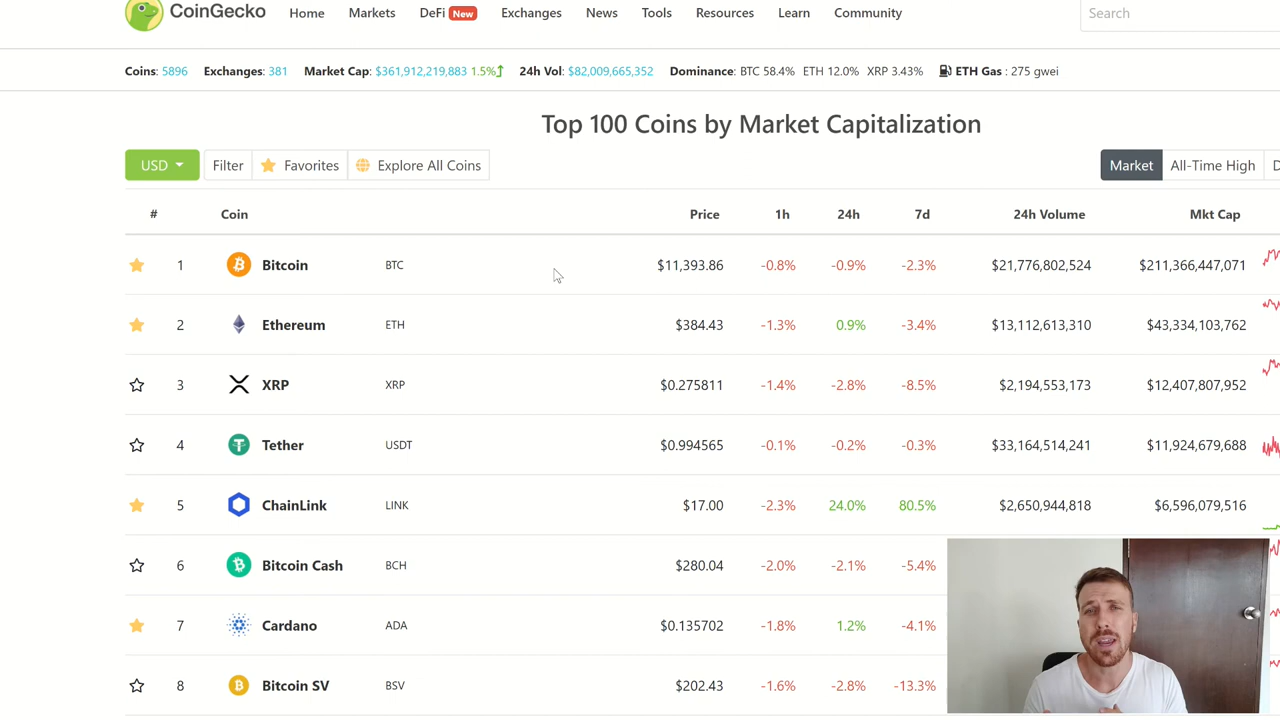 CoinGecko Home Markets DeFi New Exchanges News Tools Resources Learn Community Search
Coins: 5896 Exchanges: 381 Market Cap: $361,912,219,883 1.5% 24h Vol: $82,009,665,352 Dominance: BTC 58.4% ETH 12.0% XRP 3.43% ETH Gas : 275 gwei
Top 100 Coins by Market Capitalization
USD Filter Favorites Explore All Coins Market All-Time High D
# Coin Price 1h 24h 7d 24h Volume Mkt Cap
1 Bitcoin BTC $11,393.86 -0.8% -0.9% -2.3% $21,776,802,524 $211,366,447,071
2 Ethereum ETH $384.43 -1.3% 0.9% -3.4% $13,112,613,310 $43,334,103,762
3 XRP XRP $0.275811 -1.4% -2.8% -8.5% $2,194,553,173 $12,407,807,952
4 Tether USDT $0.994565 -0.1% -0.2% -0.3% $33,164,514,241 $11,924,679,688
5 ChainLink LINK $17.00 -2.3% 24.0% 80.5% $2,650,944,818 $6,596,079,516
6 Bitcoin Cash BCH $280.04 -2.0% -2.1% -5.4%
7 Cardano ADA $0.135702 -1.8% 1.2% -4.1%
8 Bitcoin SV BSV $202.43 -1.6% -2.8% -13.3%